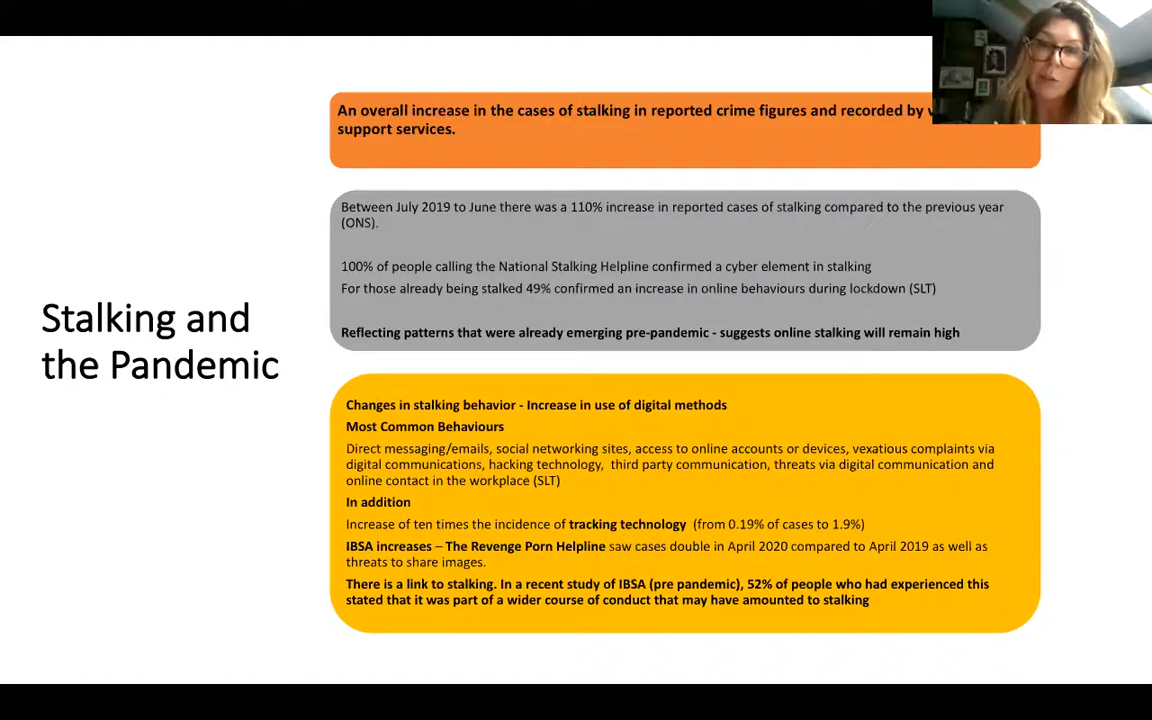 Stalking and
the Pandemic
An overall increase in the cases of stalking in reported crime figures and recorded by
support services.
Between July 2019 to June there was a 110% increase in reported cases of stalking compared to the previous year
(ONS).
100% of people calling the National Stalking Helpline confirmed a cyber element in stalking
For those already being stalked 49% confirmed an increase in online behaviours during lockdown (SLT)
Reflecting patterns that were already emerging pre-pandemic - suggests online stalking will remain high
Changes in stalking behavior - Increase in use of digital methods
Most Common Behaviours
Direct messaging/emails, social networking sites, access to online accounts or devices, vexatious complaints via
digital communications, hacking technology, third party communication, threats via digital communication and
online contact in the workplace (SLT)
In addition
Increase of ten times the incidence of tracking technology (from 0.19% of cases to 1.9%)
IBSA increases – The Revenge Porn Helpline saw cases double in April 2020 compared to April 2019 as well as
threats to share images.
There is a link to stalking. In a recent study of IBSA (pre pandemic), 52% of people who had experienced this
stated that it was part of a wider course of conduct that may have amounted to stalking